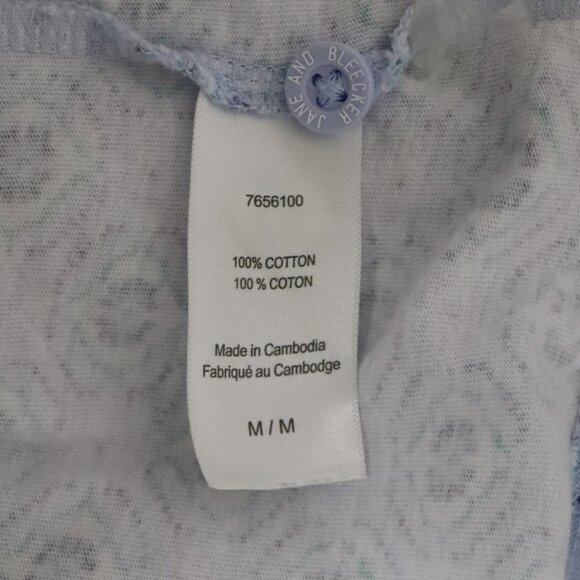 JANE AND BLEECKER
7656100
100% COTTON
100 % COTON
Made in Cambodia
Fabriqué au Cambodge
M / M